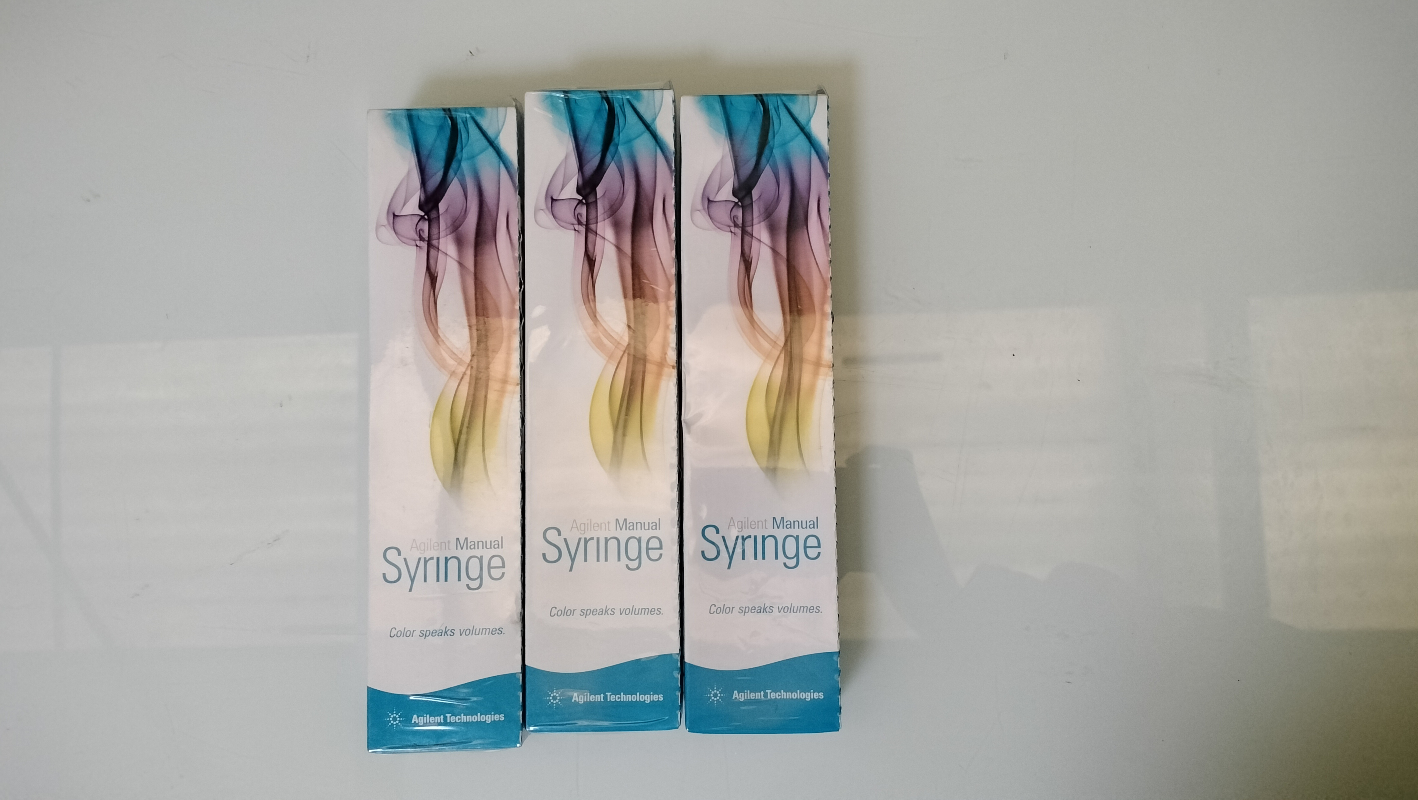 Agilent Manual
Syringe
Color speaks volumes.
Agilent Technologies
Agilent Manual
Syringe
Color speaks volumes.
Agilent Technologies
Agilent Manual
Syringe
Color speaks volumes.
Agilent Technologies